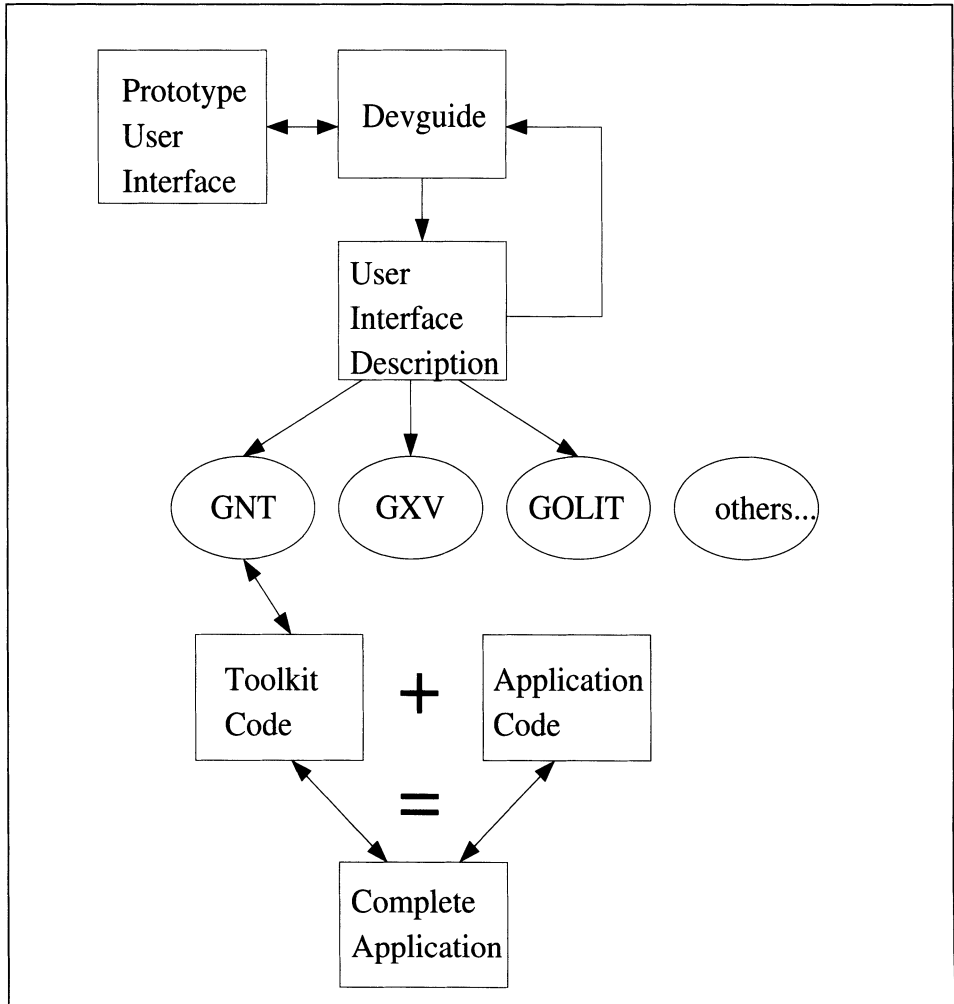 Prototype
User
Interface
Devguide
User
Interface
Description
GNT
GXV
GOLIT
others...
Toolkit
Code
+
Application
Code
=
Complete
Application